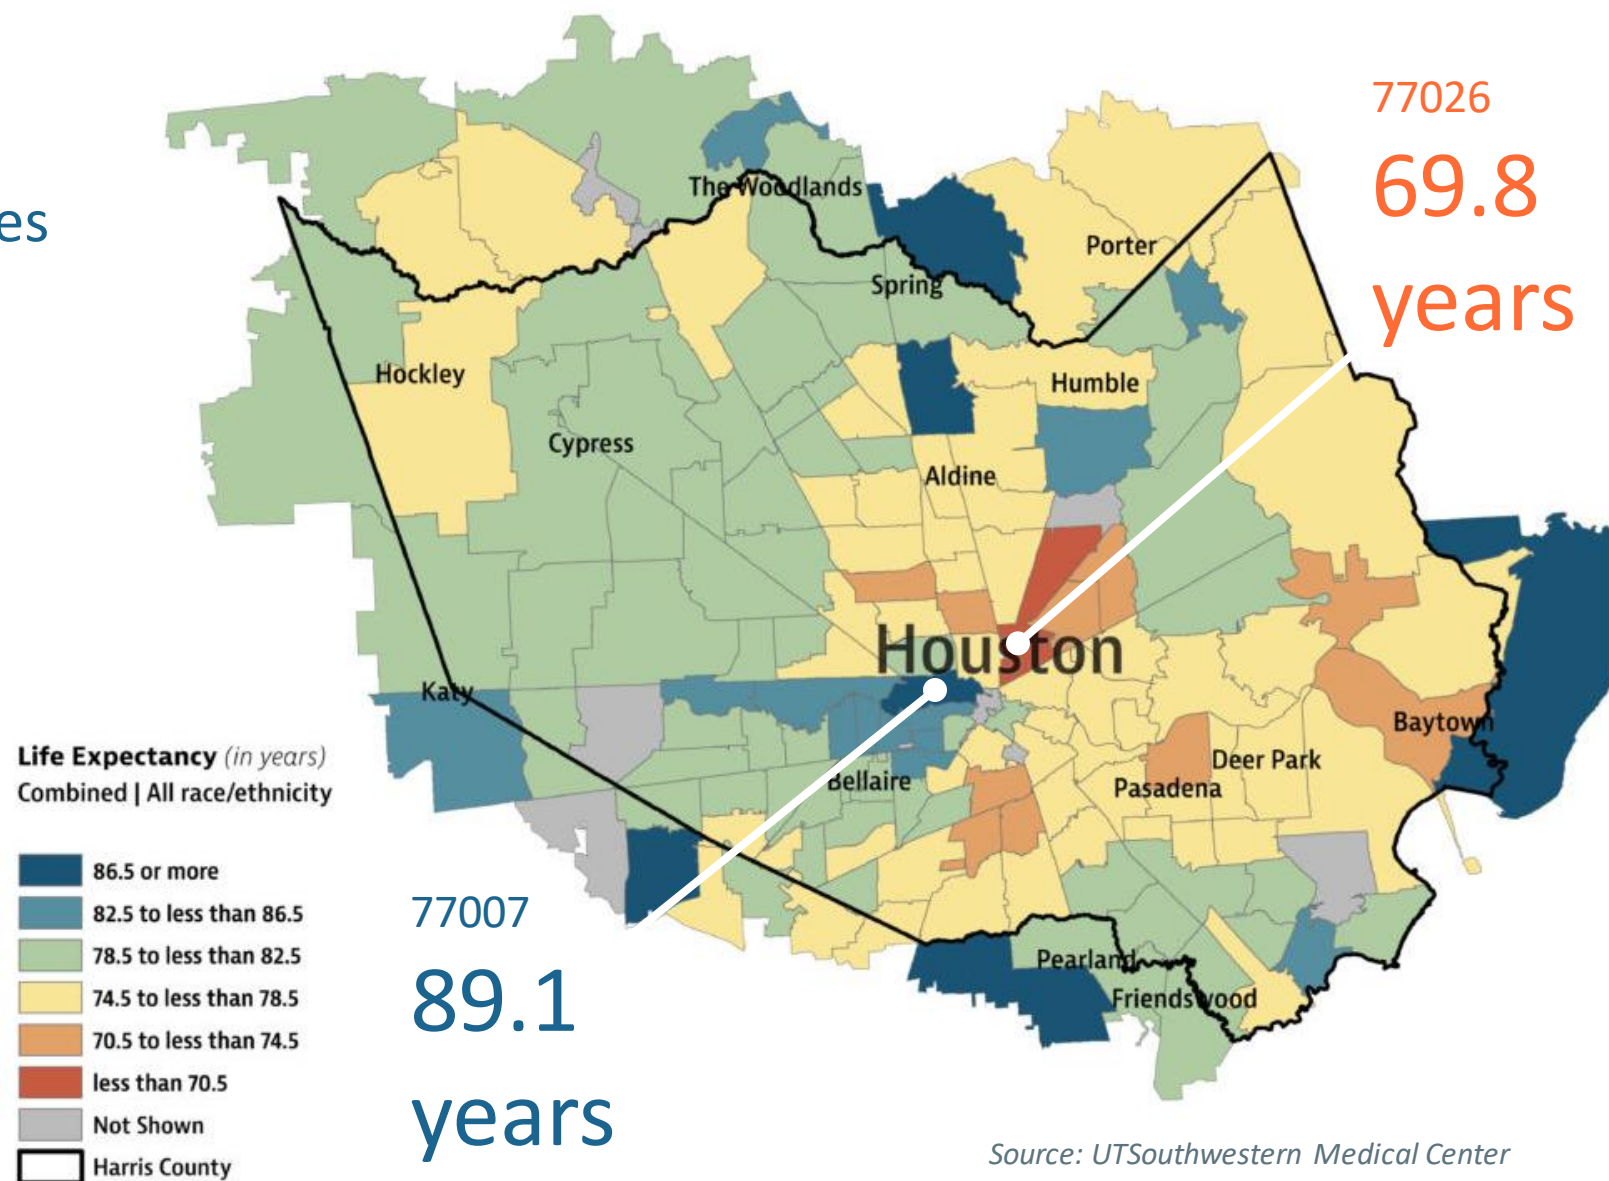 es
77026
69.8
years
The Woodlands
Porter
Spring
Hockley
Humble
Cypress
Aldine
Houston
Katy
Baytown
Deer Park
Bellaire
Pasadena
Pearland
Friendswood
Life Expectancy (in years)
Combined | All race/ethnicity
86.5 or more
82.5 to less than 86.5
78.5 to less than 82.5
74.5 to less than 78.5
70.5 to less than 74.5
less than 70.5
Not Shown
Harris County
77007
89.1
years
Source: UTSouthwestern Medical Center